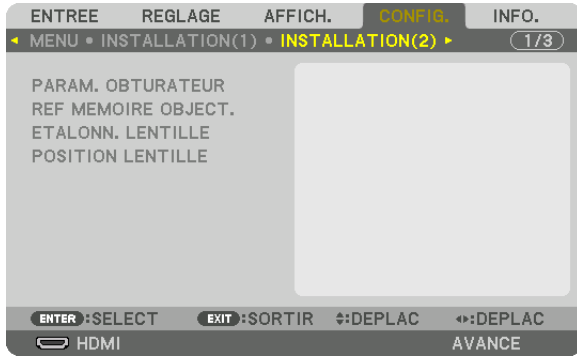 ENTREE REGLAGE AFFICH. CONFIG. INFO.
MENU • INSTALLATION(1) • INSTALLATION(2) 1/3
PARAM. OBTURATEUR
REF MEMOIRE OBJECT.
ETALONN. LENTILLE
POSITION LENTILLE
ENTER :SELECT EXIT :SORTIR :DEPLAC :DEPLAC
HDMI AVANCE